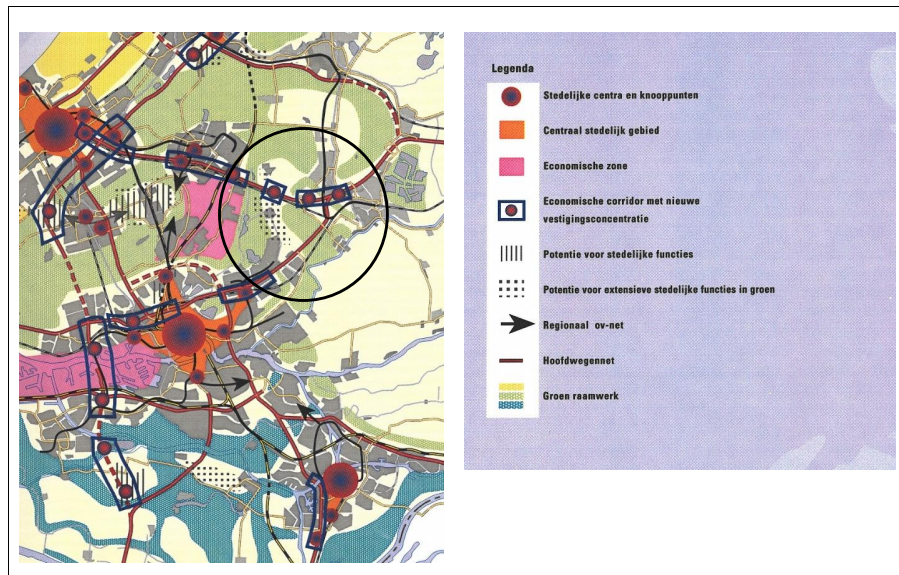 Legenda
Stedelijke centra en knooppunten
Centraal stedelijk gebied
Economische zone
Economische corridor met nieuwe
vestigingsconcentratie
Potentie voor stedelijke functies
Potentie voor extensieve stedelijke functies in groen
Regionaal ov-net
Hoofdwegennet
Groen raamwerk